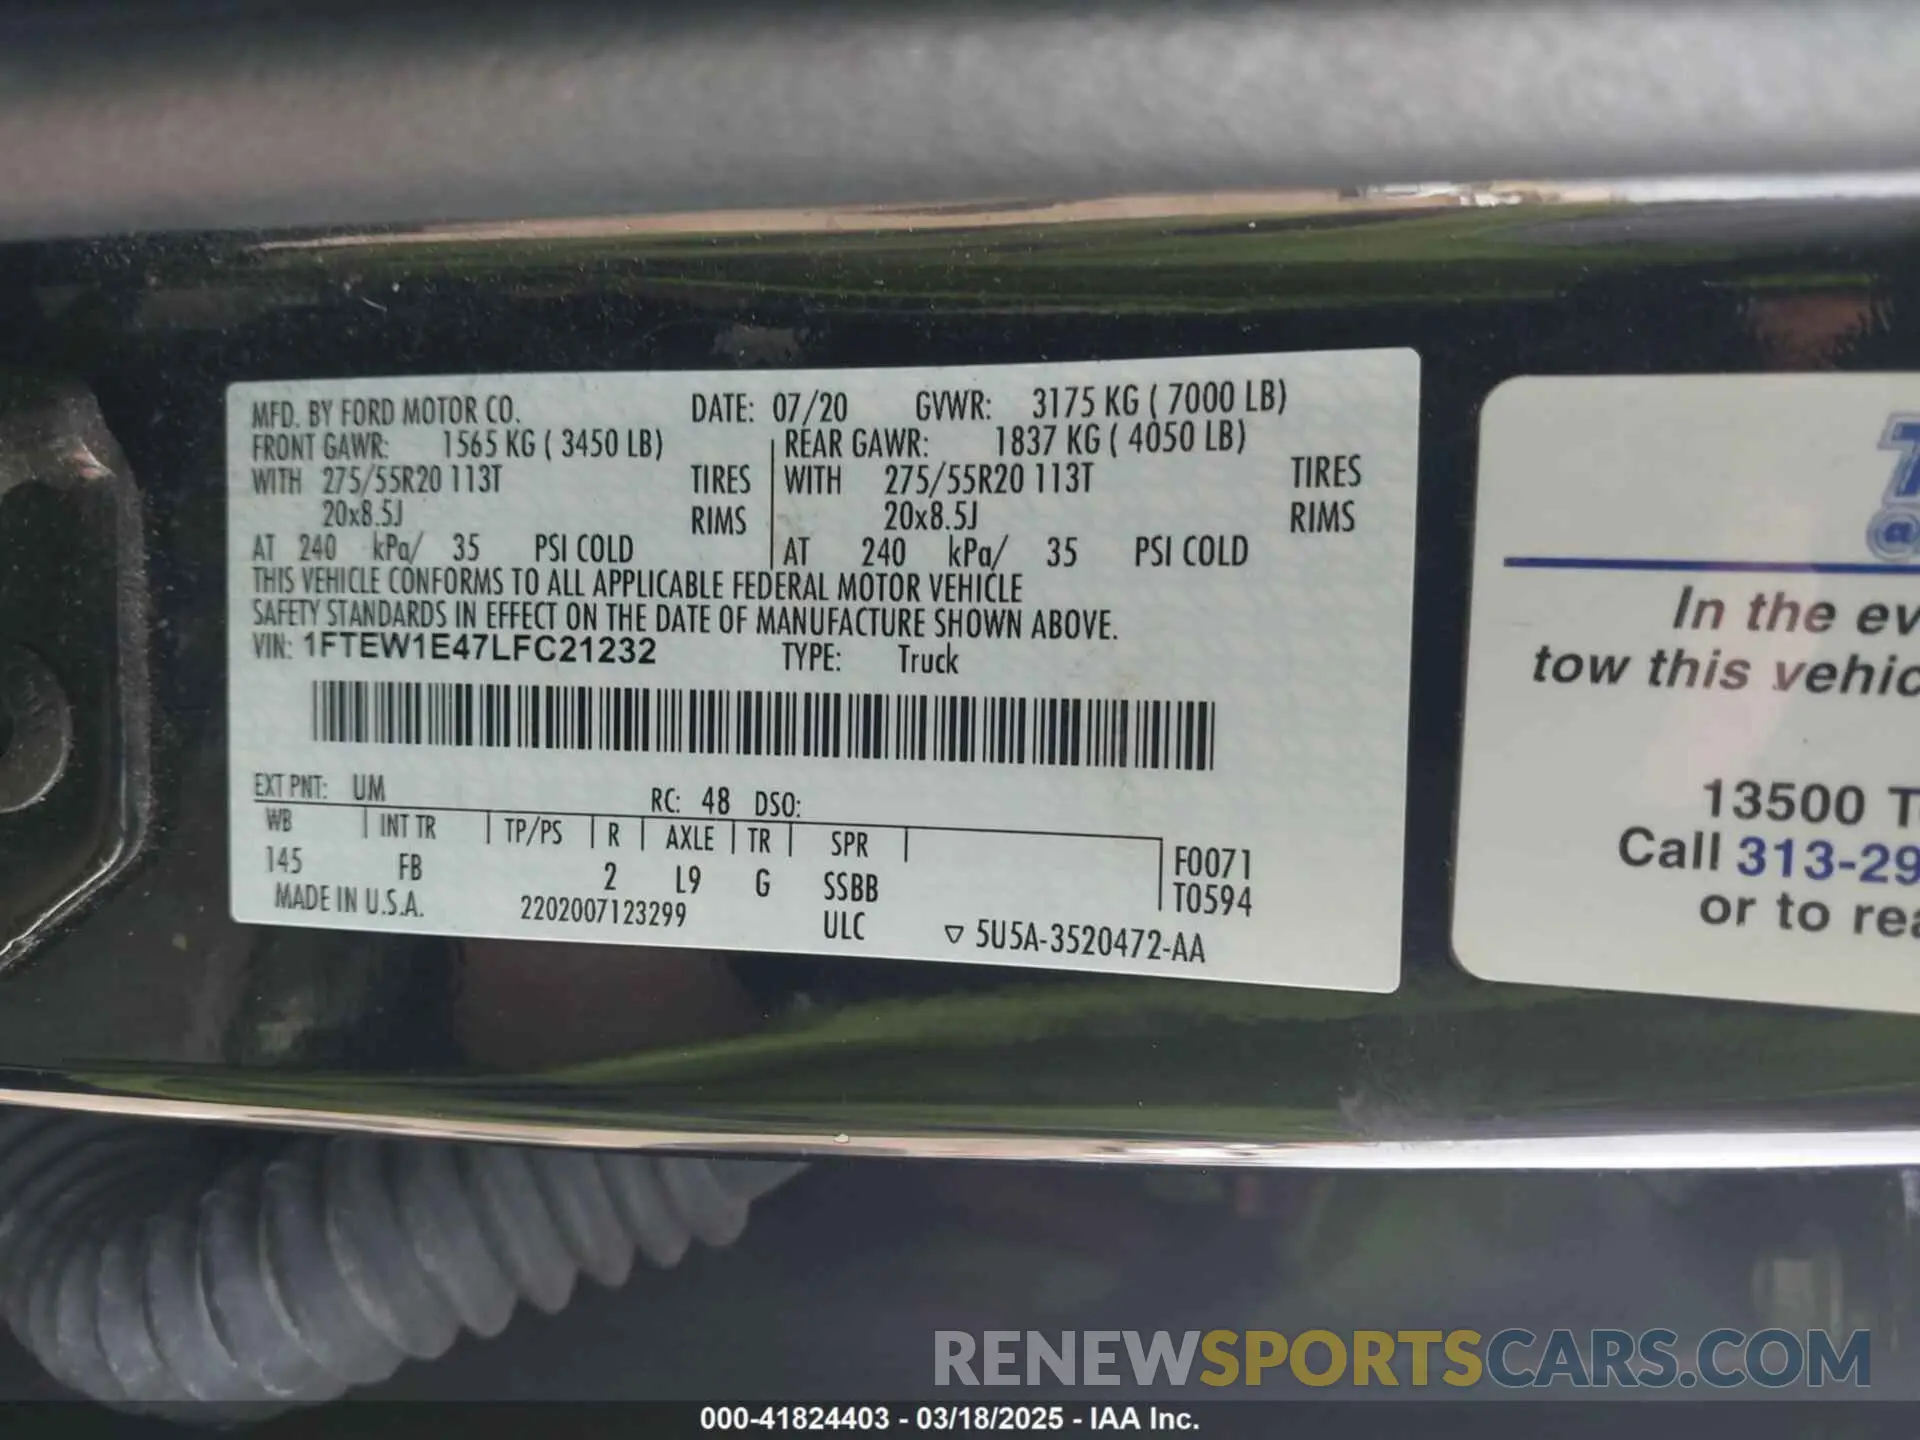 MFD. BY FORD MOTOR CO. DATE: 07/20 GVWR: 3175 KG ( 7000 LB)
FRONT GAWR: 1565 KG ( 3450 LB) REAR GAWR: 1837 KG ( 4050 LB)
WITH 275/55R20 113T TIRES WITH 275/55R20 113T TIRES
20x8.5J RIMS 20x8.5J RIMS
AT 240 kPa/ 35 PSI COLD AT 240 kPa/ 35 PSI COLD
THIS VEHICLE CONFORMS TO ALL APPLICABLE FEDERAL MOTOR VEHICLE
SAFETY STANDARDS IN EFFECT ON THE DATE OF MANUFACTURE SHOWN ABOVE.
VIN: 1FTEW1E47LFC21232 TYPE: Truck
EXT PNT: UM RC: 48 DSO:
WB INT TR TP/PS R AXLE TR SPR
145 FB 2 L9 G SSBB
F0071
T0594
MADE IN U.S.A. 2202007123299 ULC ▽ 5U5A-3520472-AA
In the ev
tow this vehic
13500 T
Call 313-29
or to rea
RENEWSPORTSCARS.COM
000-41824403 - 03/18/2025 - IAA Inc.